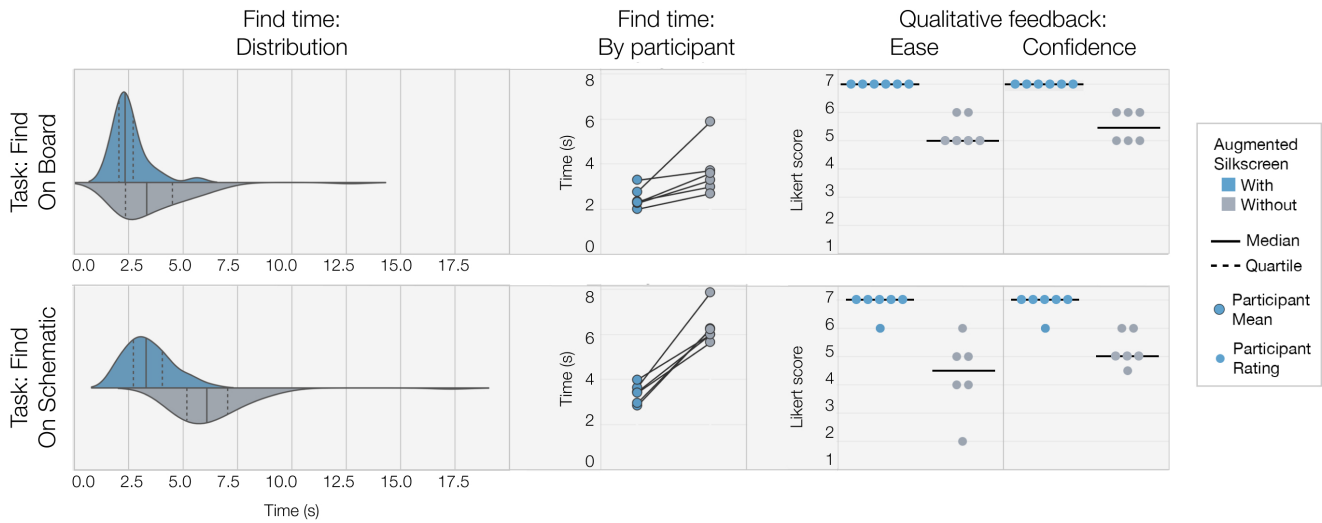 Find time:
Distribution
Find time:
By participant
Qualitative feedback:
Ease
Confidence
Task: Find
On Board
0.0 2.5 5.0 7.5 10.0 12.5 15.0 17.5
Time (s)
8
6
4
2
0
Likert score
7
6
5
4
3
2
1
Task: Find
On Schematic
0.0 2.5 5.0 7.5 10.0 12.5 15.0 17.5
Time (s)
Time (s)
8
6
4
2
0
Likert score
7
6
5
4
3
2
1
Augmented
Silkscreen
With
Without
Median
Quartile
Participant
Mean
Participant
Rating